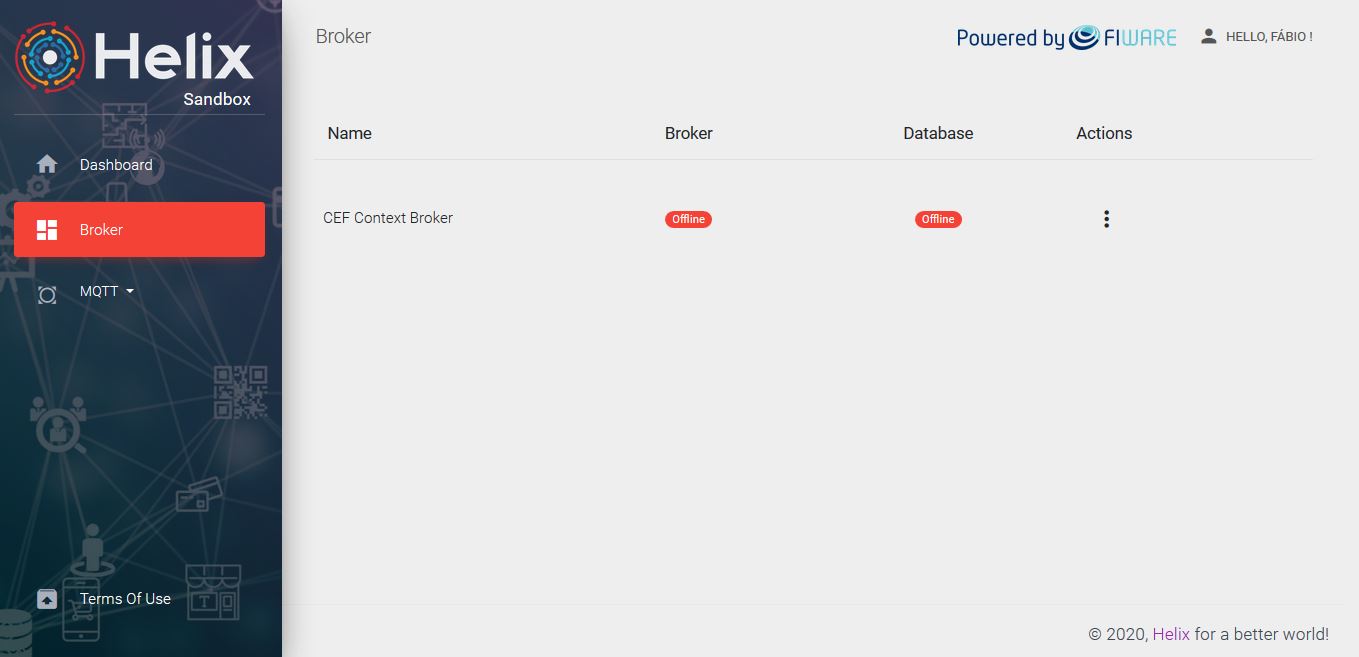 Helix
Sandbox
Dashboard
Broker
MQTT
Terms Of Use
Broker
Powered by FIWARE
HELLO, FÁBIO !
Name Broker Database Actions
CEF Context Broker Offline Offline
T
© 2020, Helix for a better world!